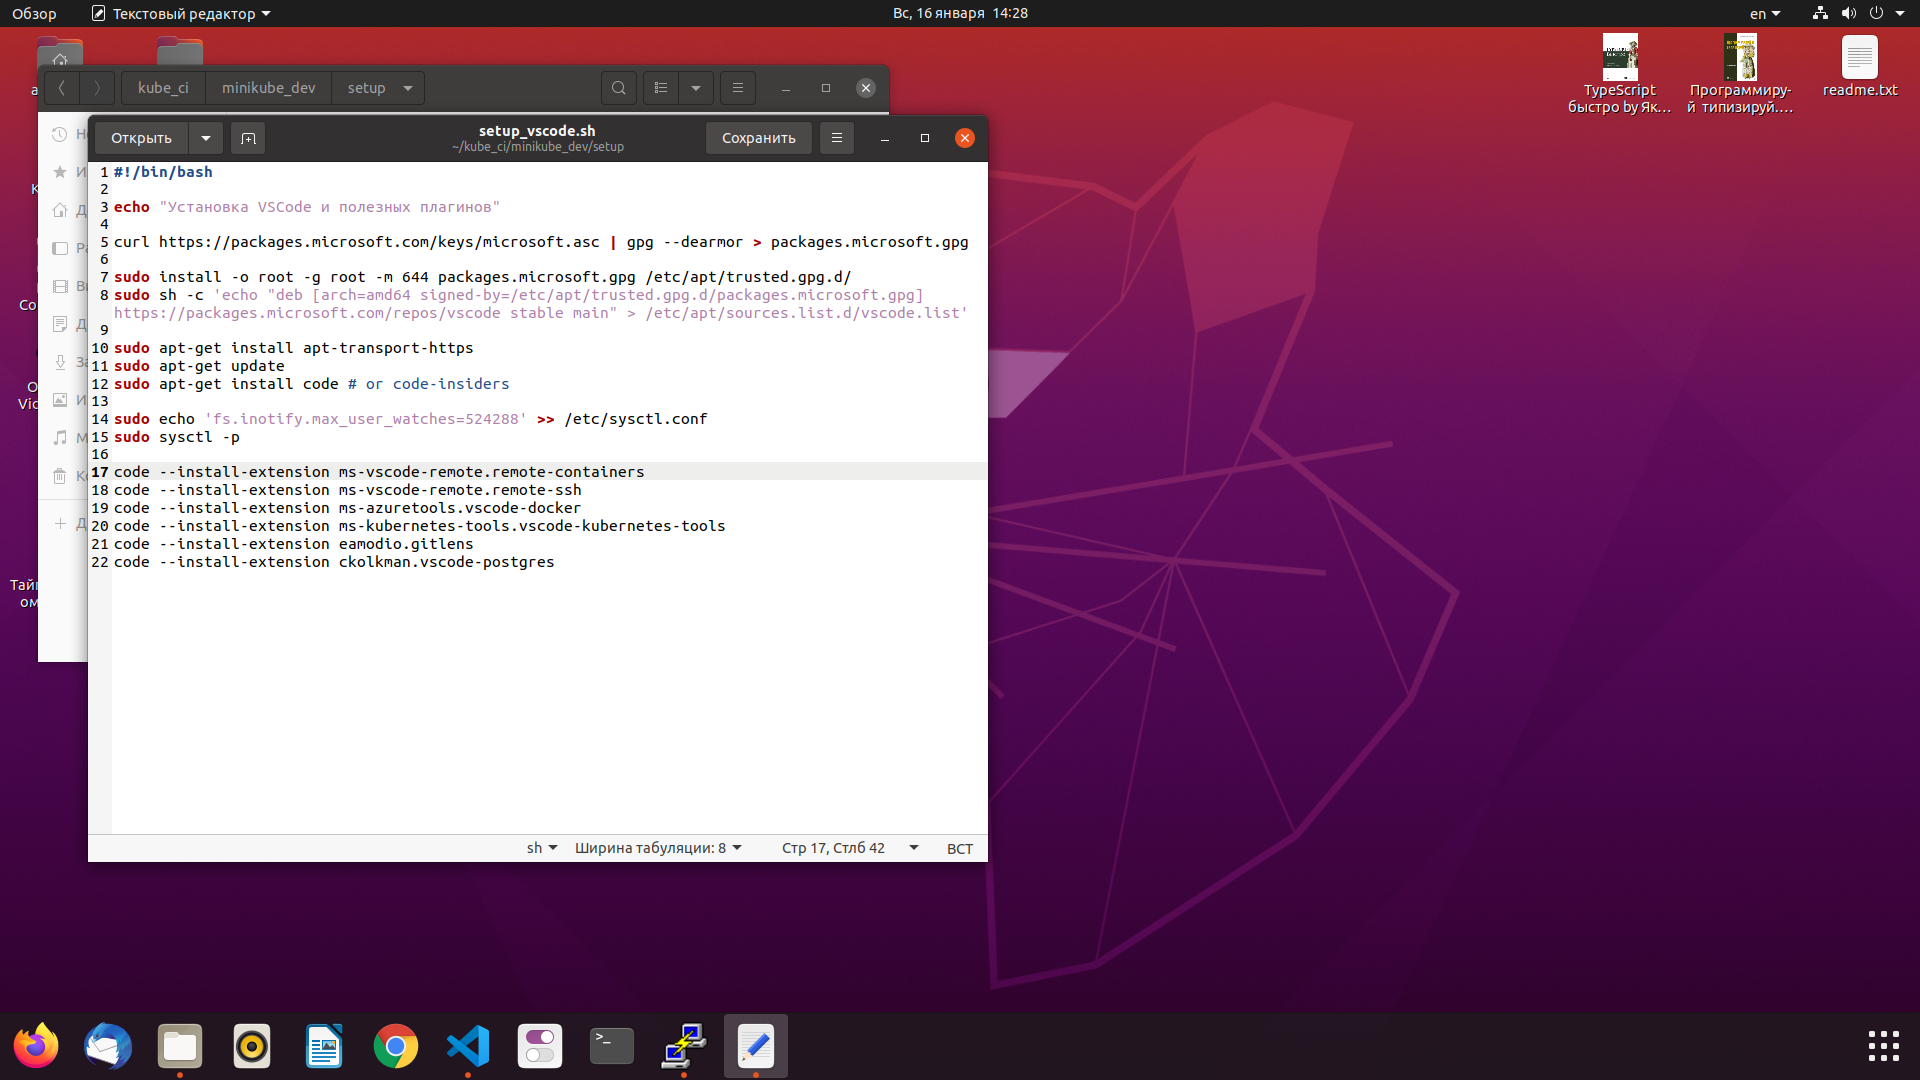 Обзор
Текстовый редактор
Вс, 16 января 14:28
en
TypeScript
быстро by Як...
Программиру-
й типизируй....
readme.txt
kube_ci
minikube_dev
setup
Открыть
setup_vscode.sh
~/kube_ci/minikube_dev/setup
Сохранить
1 #!/bin/bash
2
3 echo "Установка VSCode и полезных плагинов"
4
5 curl https://packages.microsoft.com/keys/microsoft.asc | gpg --dearmor > packages.microsoft.gpg
6
7 sudo install -o root -g root -m 644 packages.microsoft.gpg /etc/apt/trusted.gpg.d/
8 sudo sh -c 'echo "deb [arch=amd64 signed-by=/etc/apt/trusted.gpg.d/packages.microsoft.gpg]
https://packages.microsoft.com/repos/vscode stable main" > /etc/apt/sources.list.d/vscode.list'
9
10 sudo apt-get install apt-transport-https
11 sudo apt-get update
12 sudo apt-get install code # or code-insiders
13
14 sudo echo 'fs.inotify.max_user_watches=524288' >> /etc/sysctl.conf
15 sudo sysctl -p
16
17 code --install-extension ms-vscode-remote.remote-containers
18 code --install-extension ms-vscode-remote.remote-ssh
19 code --install-extension ms-azuretools.vscode-docker
20 code --install-extension ms-kubernetes-tools.vscode-kubernetes-tools
21 code --install-extension eamodio.gitlens
22 code --install-extension ckolkman.vscode-postgres
sh
Ширина табуляции: 8
Стр 17, Стлб 42
ВСТ